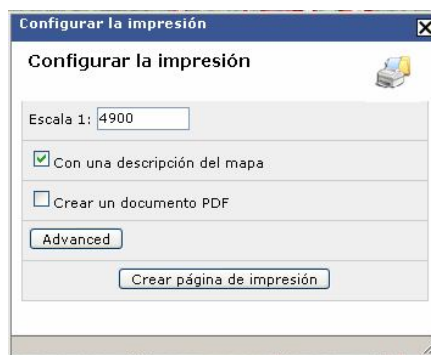 Configurar la impresión
Configurar la impresión
Escala 1: 4900
Con una descripción del mapa
Crear un documento PDF
Advanced
Crear página de impresión